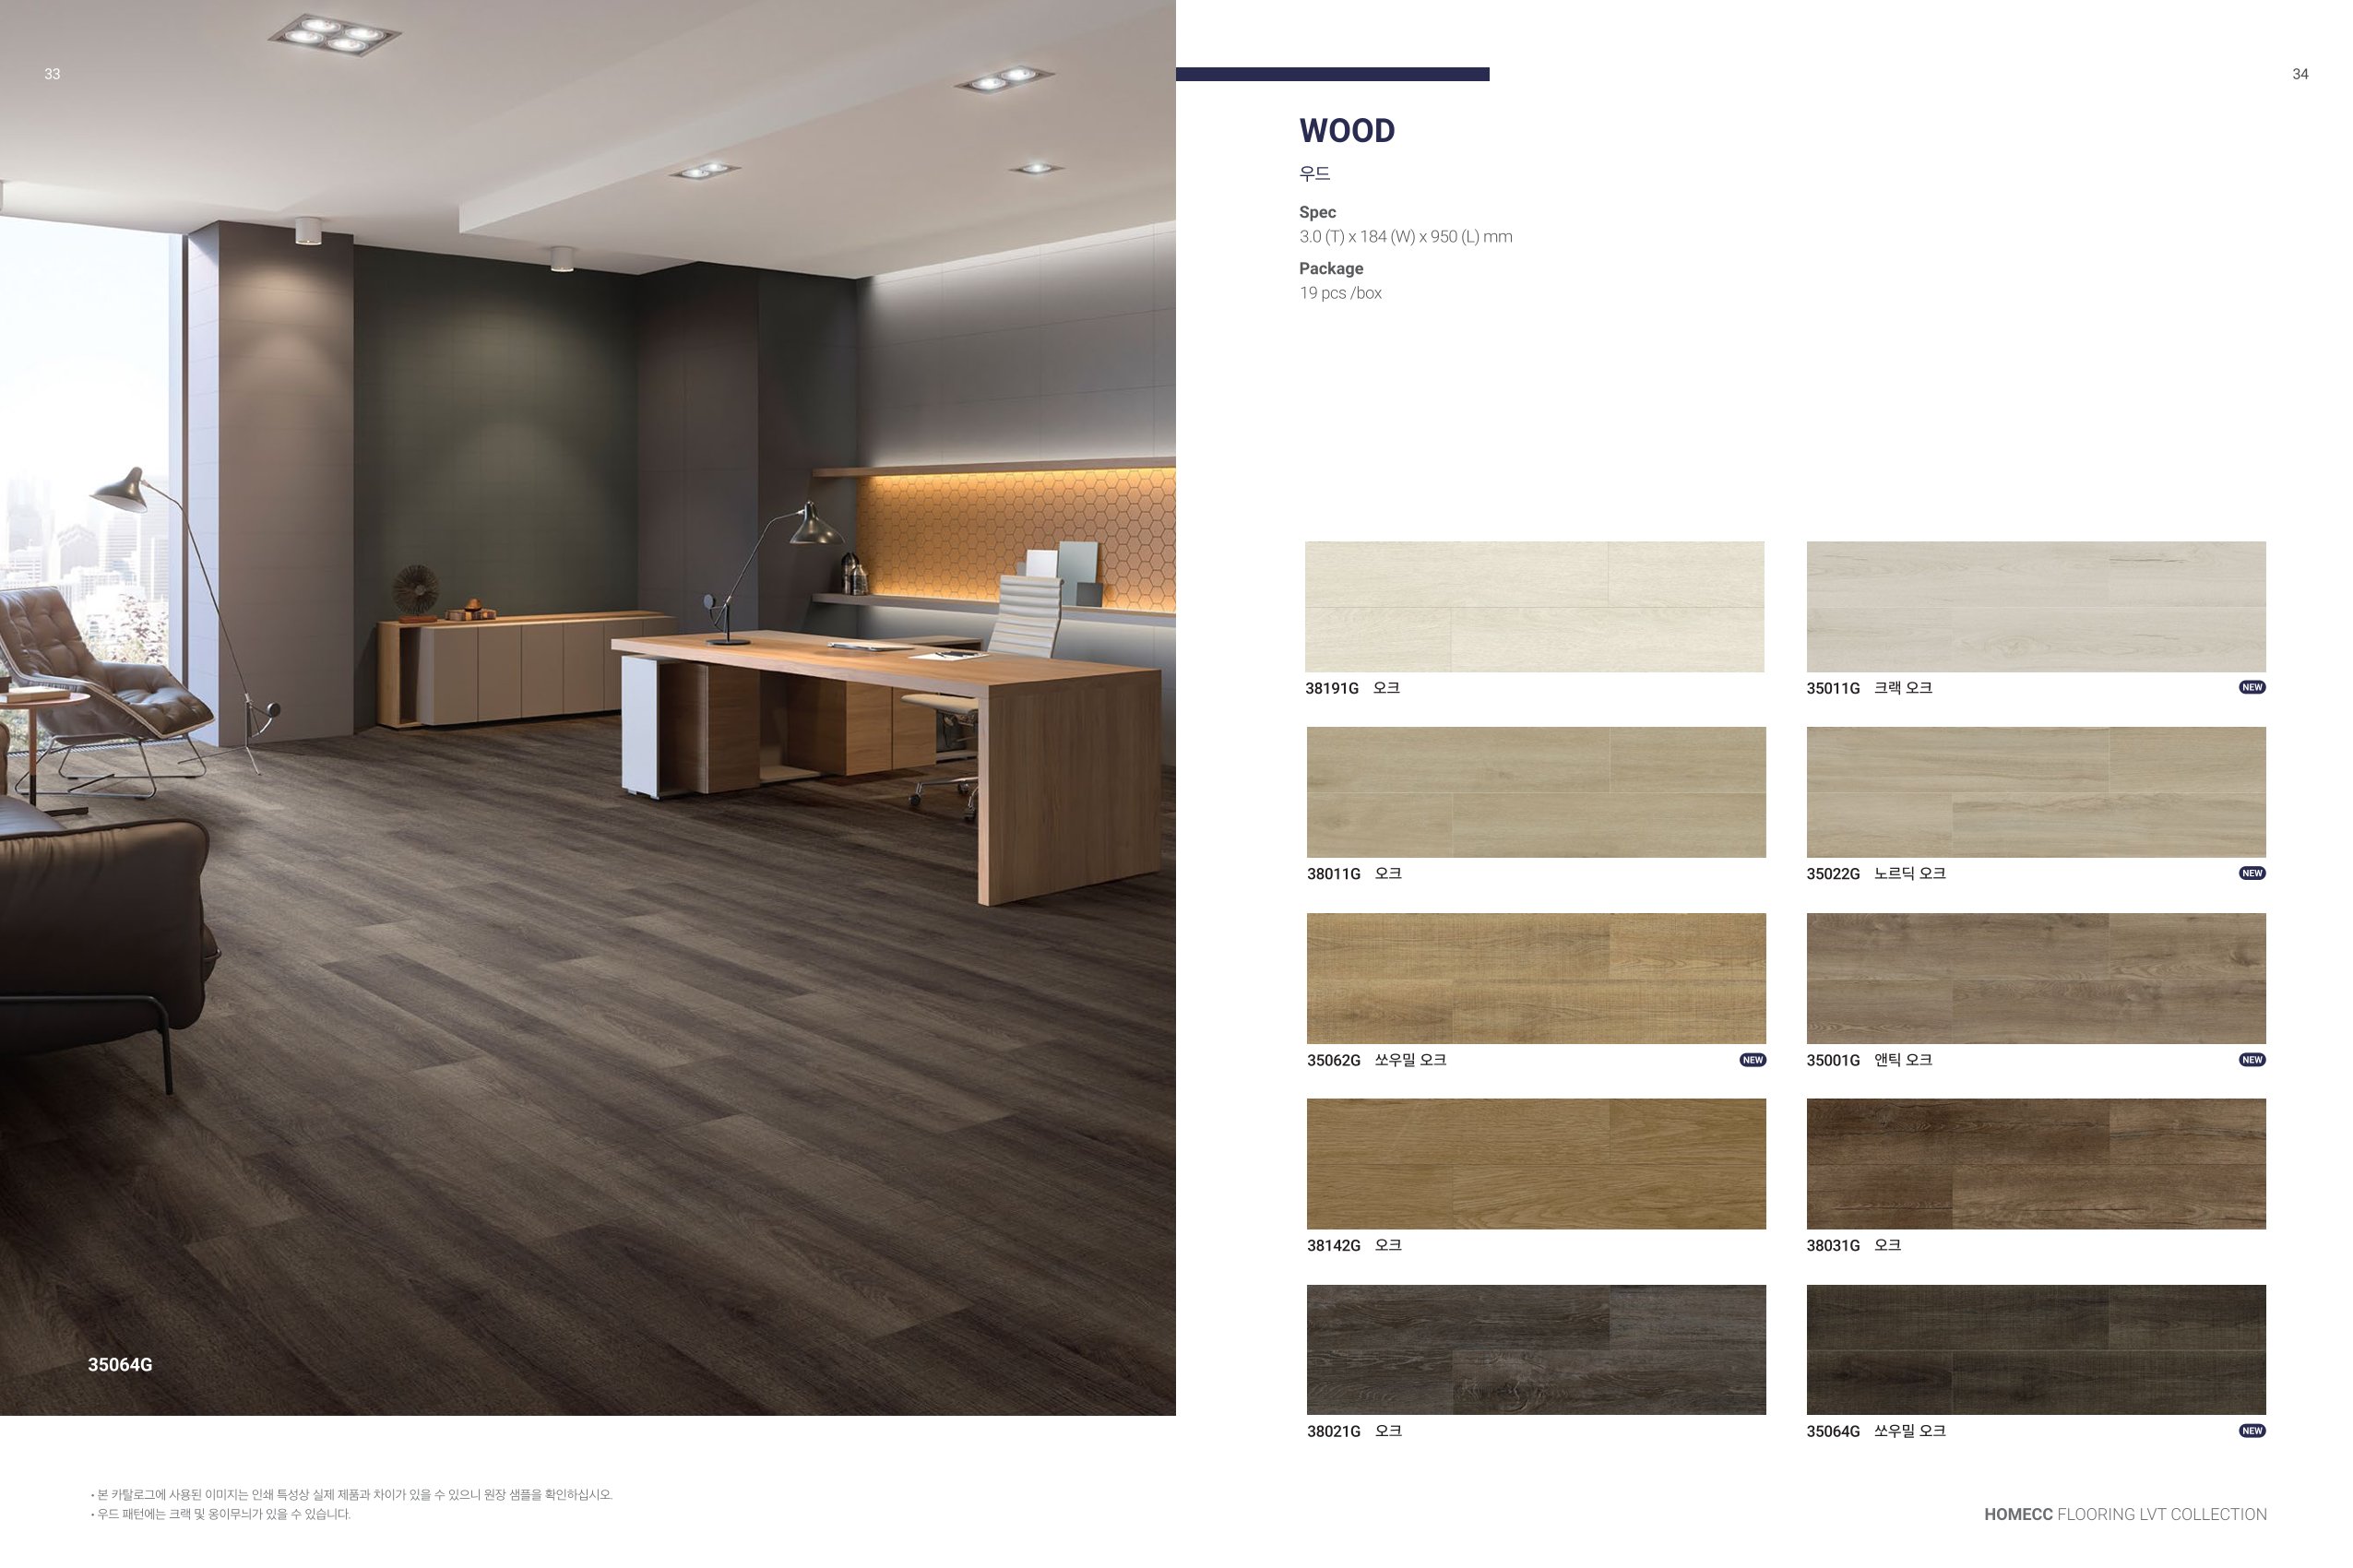 33
35064G
• 본 카탈로그에 사용된 이미지는 인쇄 특성상 실제 제품과 차이가 있을 수 있으니 원장 샘플을 확인하십시오.
• 우드 패턴에는 크랙 및 옹이무늬가 있을 수 있습니다.
34
WOOD
우드
Spec
3.0 (T) x 184 (W) x 950 (L) mm
Package
19 pcs /box
38191G 오크
35011G 크랙 오크 NEW
38011G 오크
35022G 노르딕 오크 NEW
35062G 쏘우밀 오크 NEW
35001G 앤틱 오크 NEW
38142G 오크
38031G 오크
38021G 오크
35064G 쏘우밀 오크 NEW
HOMECC FLOORING LVT COLLECTION